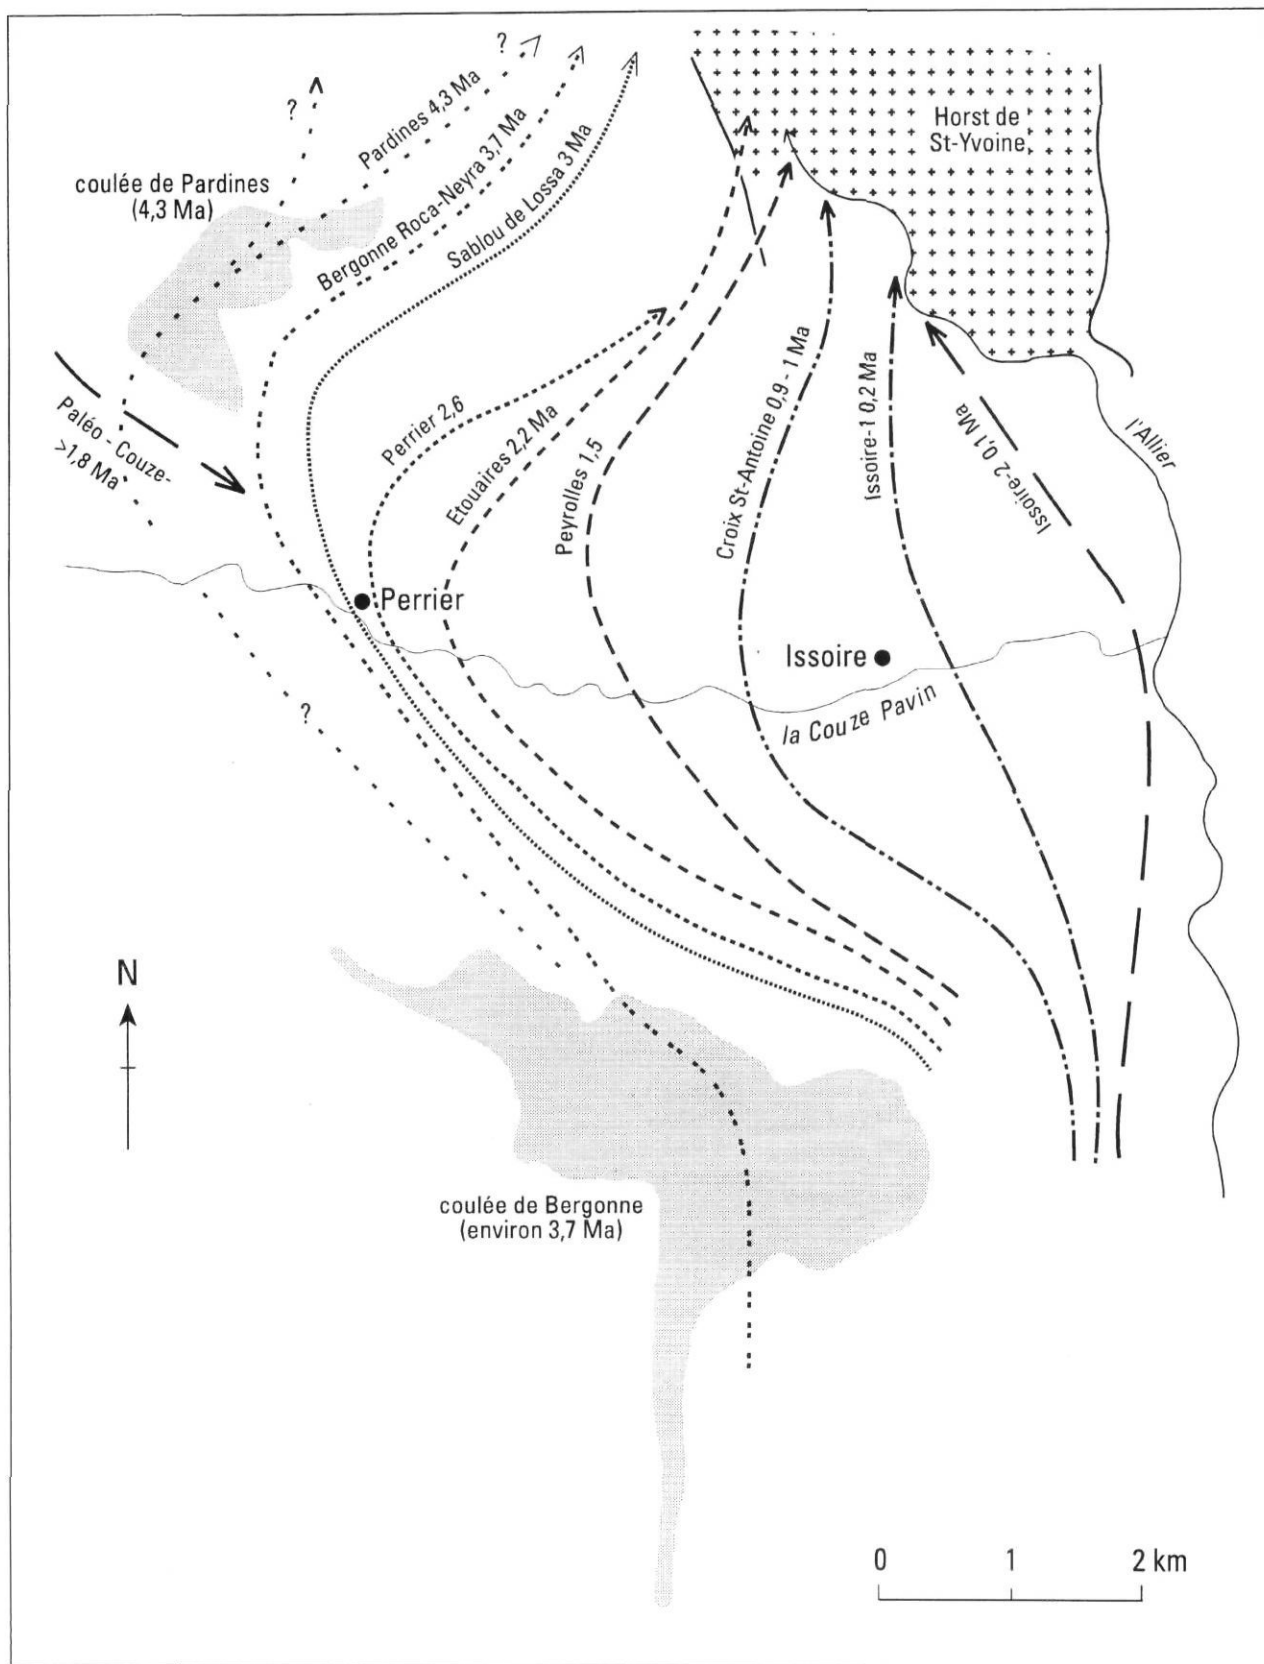 ?
?
Pardines 4,3 Ma
Horst de
St-Yvoine
coulée de Pardines
(4,3 Ma)
Bergonne Roca-Neyra 3,7 Ma
Sablou de Lossa 3 Ma
Paléo - Couze-
>1,8 Ma
Perrier 2,6
Etouaires 2,2 Ma
Peyrolles 1,5
Croix St-Antoine 0,9 - 1 Ma
Issoire-1 0,2 Ma
Issoire-2 0,1 Ma
l'Allier
Perrier
Issoire
la Couze Pavin
?
N
coulée de Bergonne
(environ 3,7 Ma)
0 1 2 km